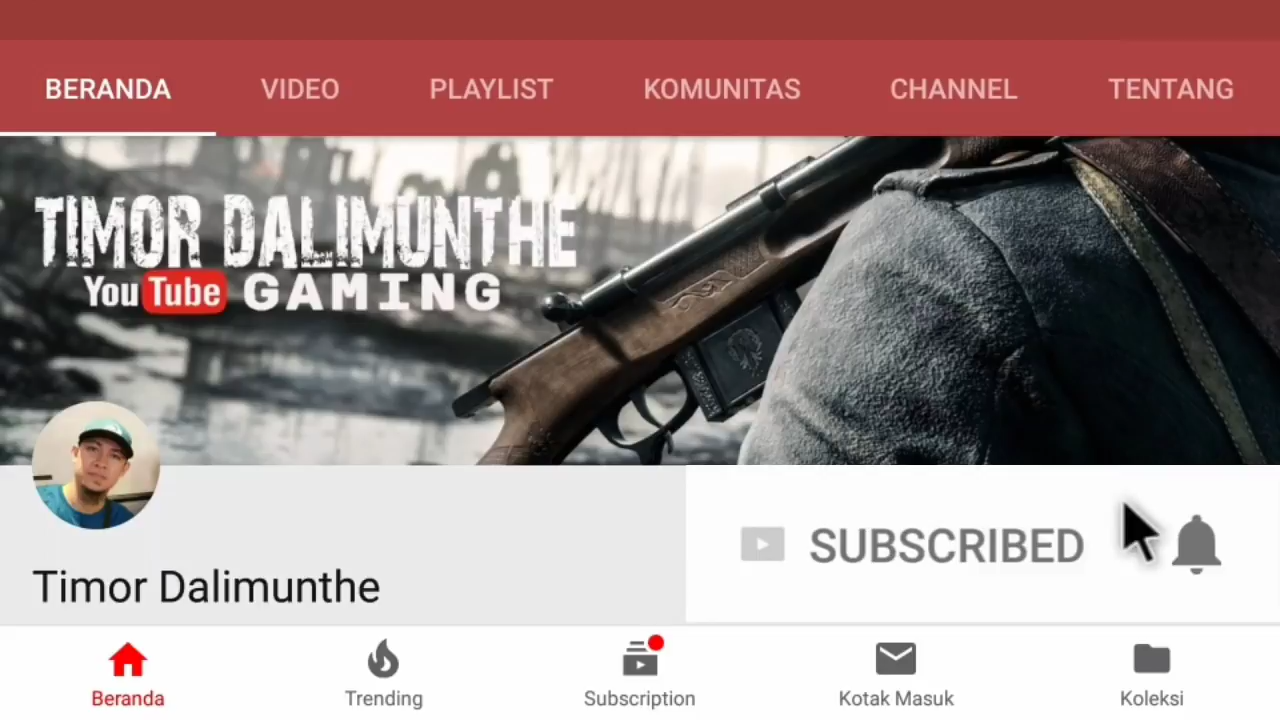 BERANDA VIDEO PLAYLIST KOMUNITAS CHANNEL TENTANG
TIMOR DALIMUNTHE
YouTube GAMING
SUBSCRIBED
Timor Dalimunthe
Beranda Trending Subscription Kotak Masuk Koleksi